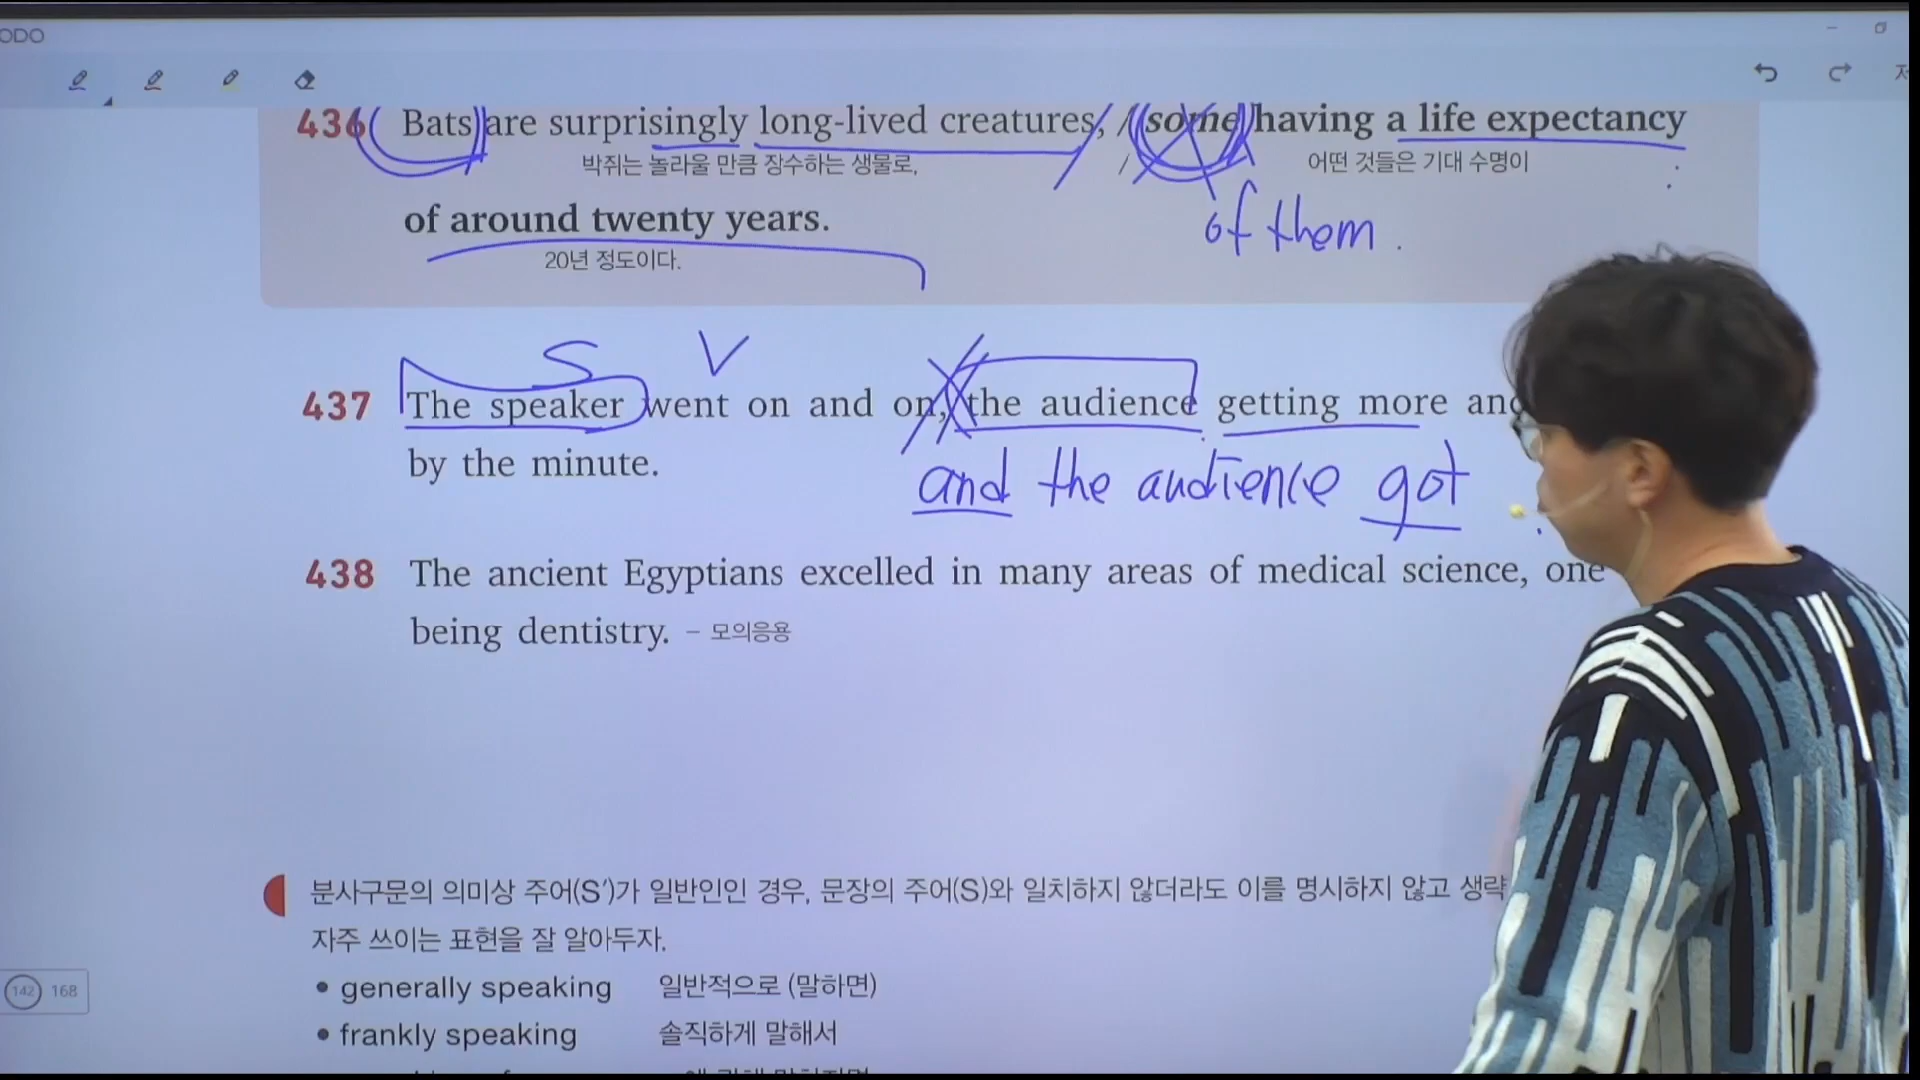 ODO
436 Bats are surprisingly long-lived creatures, / some having a life expectancy
박쥐는 놀라울 만큼 장수하는 생물로, / 어떤 것들은 기대 수명이
of them.
of around twenty years.
20년 정도이다.
S V
437 The speaker went on and on, the audience getting more and
and the audience got
by the minute.
438 The ancient Egyptians excelled in many areas of medical science, one
being dentistry. – 모의응용
분사구문의 의미상 주어(S′)가 일반인인 경우, 문장의 주어(S)와 일치하지 않더라도 이를 명시하지 않고 생략
자주 쓰이는 표현을 잘 알아두자.
• generally speaking 일반적으로 (말하면)
• frankly speaking 솔직하게 말해서
142 168